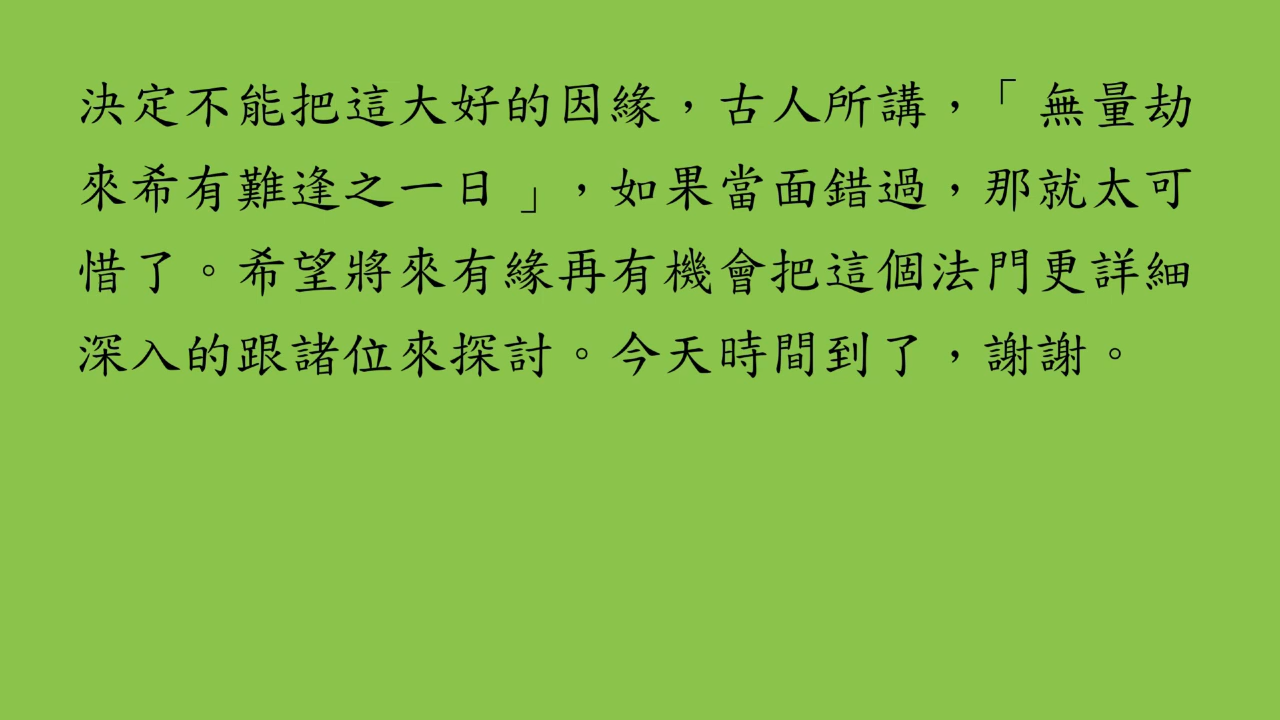 決定不能把這大好的因緣，古人所講，「 無量劫
來希有難逢之一日 」，如果當面錯過，那就太可
惜了。希望將來有緣再有機會把這個法門更詳細
深入的跟諸位來探討。今天時間到了，謝謝。